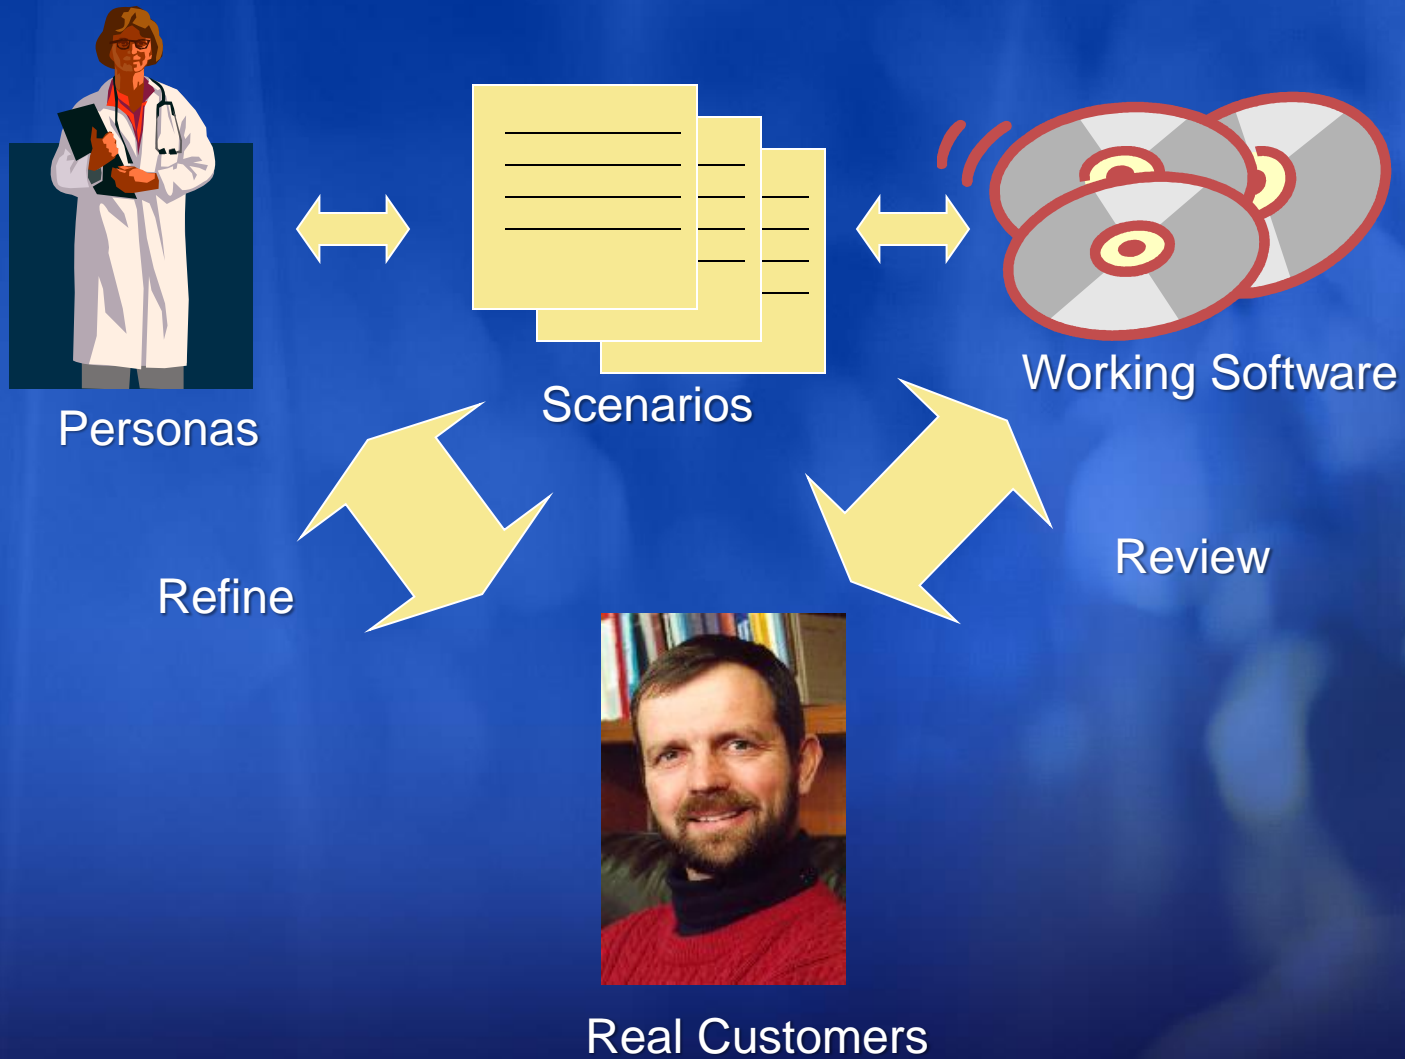 Personas
Scenarios
Working Software
Refine
Review
Real Customers